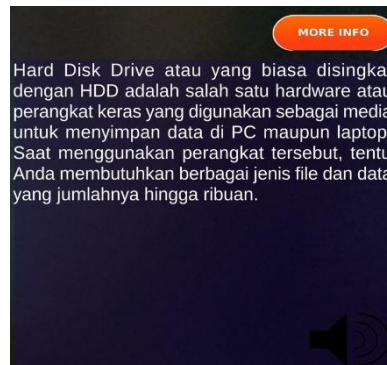 MORE INFO
Hard Disk Drive atau yang biasa disingka
dengan HDD adalah salah satu hardware atau
perangkat keras yang digunakan sebagai media
untuk menyimpan data di PC maupun laptop
Saat menggunakan perangkat tersebut, tentu
Anda membutuhkan berbagai jenis file dan data
yang jumlahnya hingga ribuan.